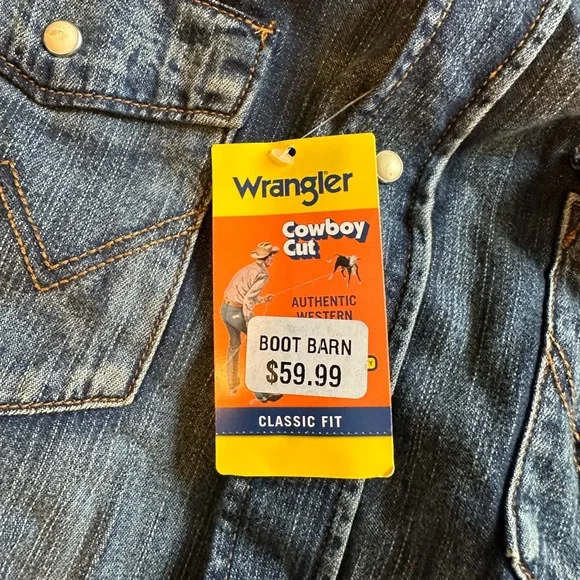 Wrangler
Cowboy
Cut
AUTHENTIC
WESTERN
BOOT BARN
$59.99
CLASSIC FIT